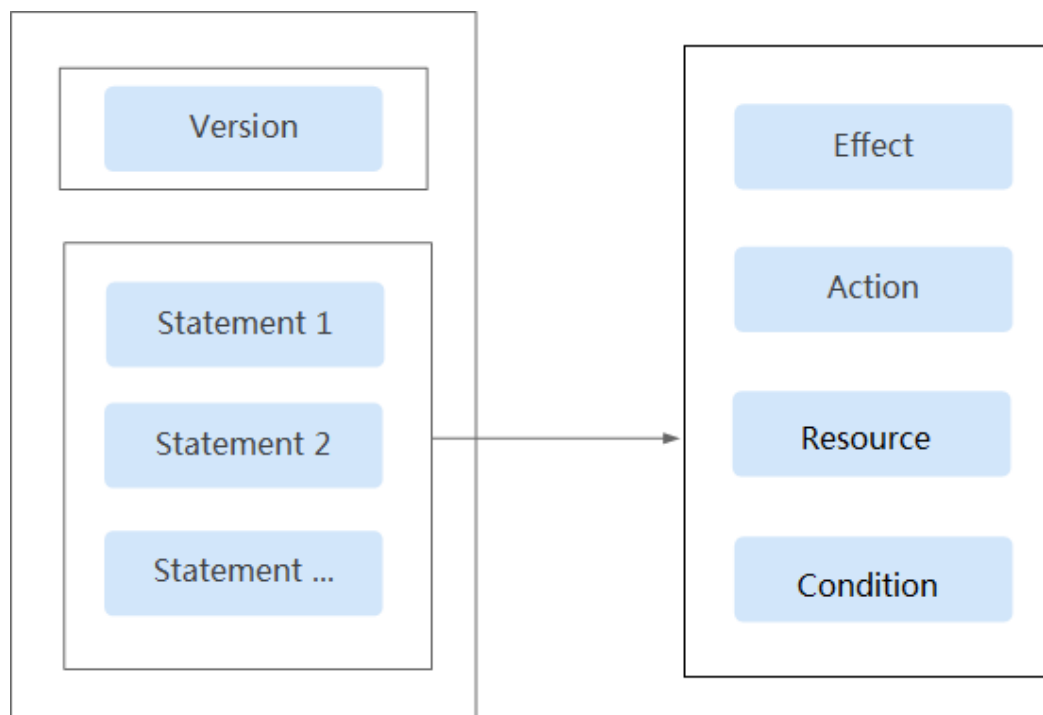 Version
Statement 1
Statement 2
Statement ...
Effect
Action
Resource
Condition